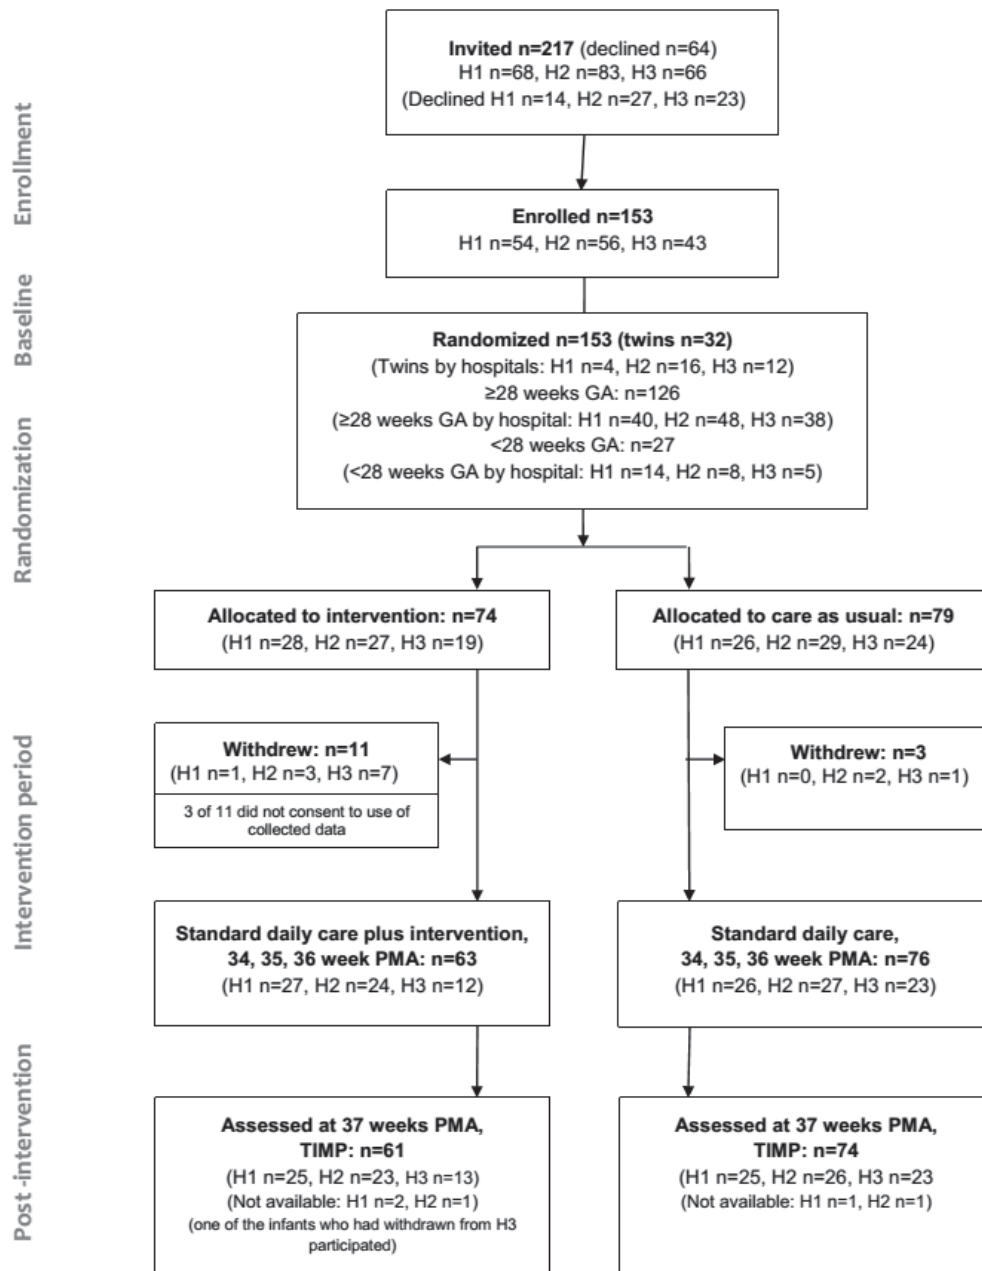 Enrollment
Invited n=217 (declined n=64)
H1 n=68, H2 n=83, H3 n=66
(Declined H1 n=14, H2 n=27, H3 n=23)
Enrolled n=153
H1 n=54, H2 n=56, H3 n=43
Baseline
Randomized n=153 (twins n=32)
(Twins by hospitals: H1 n=4, H2 n=16, H3 n=12)
≥28 weeks GA: n=126
(≥28 weeks GA by hospital: H1 n=40, H2 n=48, H3 n=38)
<28 weeks GA: n=27
(<28 weeks GA by hospital: H1 n=14, H2 n=8, H3 n=5)
Randomization
Allocated to intervention: n=74
(H1 n=28, H2 n=27, H3 n=19)
Allocated to care as usual: n=79
(H1 n=26, H2 n=29, H3 n=24)
Intervention period
Withdrew: n=11
(H1 n=1, H2 n=3, H3 n=7)
3 of 11 did not consent to use of
collected data
Withdrew: n=3
(H1 n=0, H2 n=2, H3 n=1)
Standard daily care plus intervention,
34, 35, 36 week PMA: n=63
(H1 n=27, H2 n=24, H3 n=12)
Standard daily care,
34, 35, 36 week PMA: n=76
(H1 n=26, H2 n=27, H3 n=23)
Post -intervention
Assessed at 37 weeks PMA,
TIMP: n=61
(H1 n=25, H2 n=23, H3 n=13)
(Not available: H1 n=2, H2 n=1)
(one of the infants who had withdrawn from H3
participated)
Assessed at 37 weeks PMA,
TIMP: n=74
(H1 n=25, H2 n=26, H3 n=23
(Not available: H1 n=1, H2 n=1)